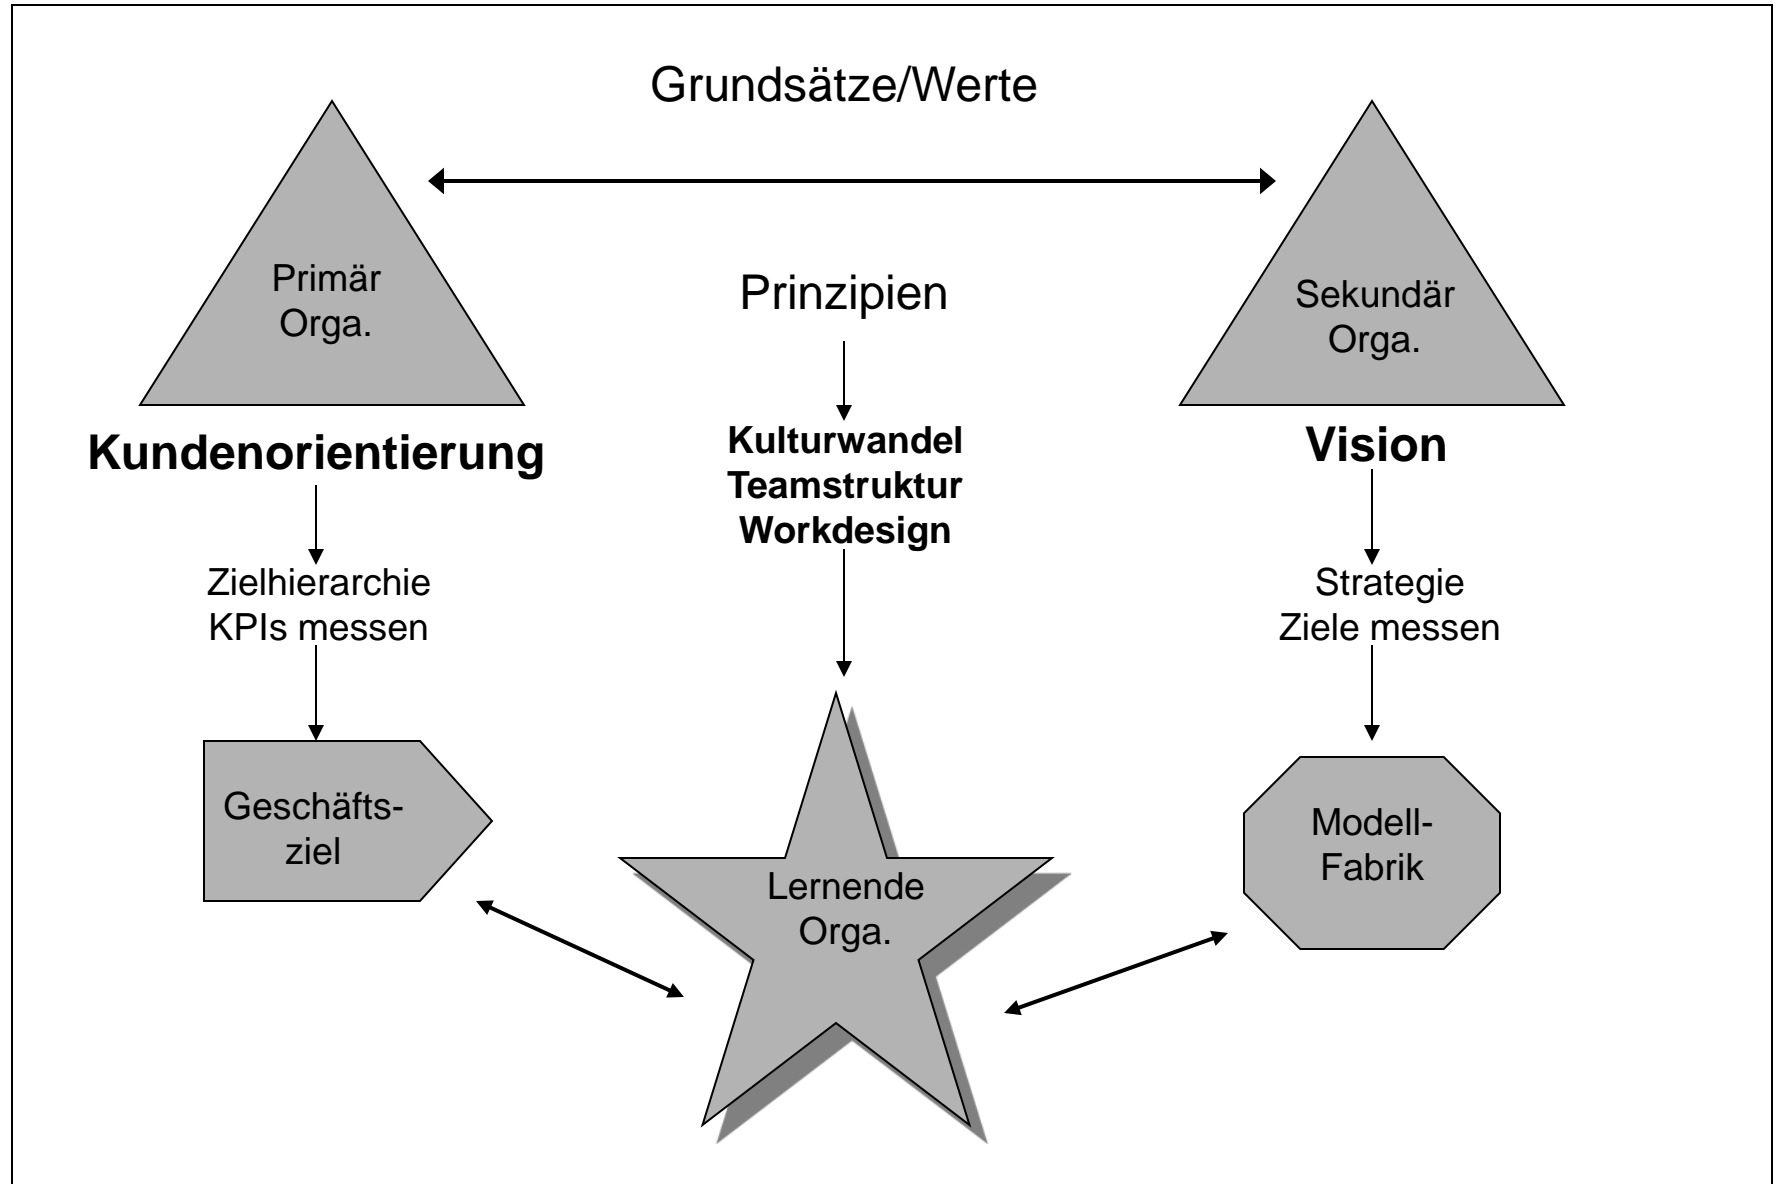 Grundsätze/Werte
Primär
Orga.
Prinzipien
Sekundär
Orga.
Kundenorientierung
Kulturwandel
Teamstruktur
Workdesign
Vision
Zielhierarchie
KPIs messen
Strategie
Ziele messen
Geschäfts-
ziel
Lernende
Orga.
Modell-
Fabrik